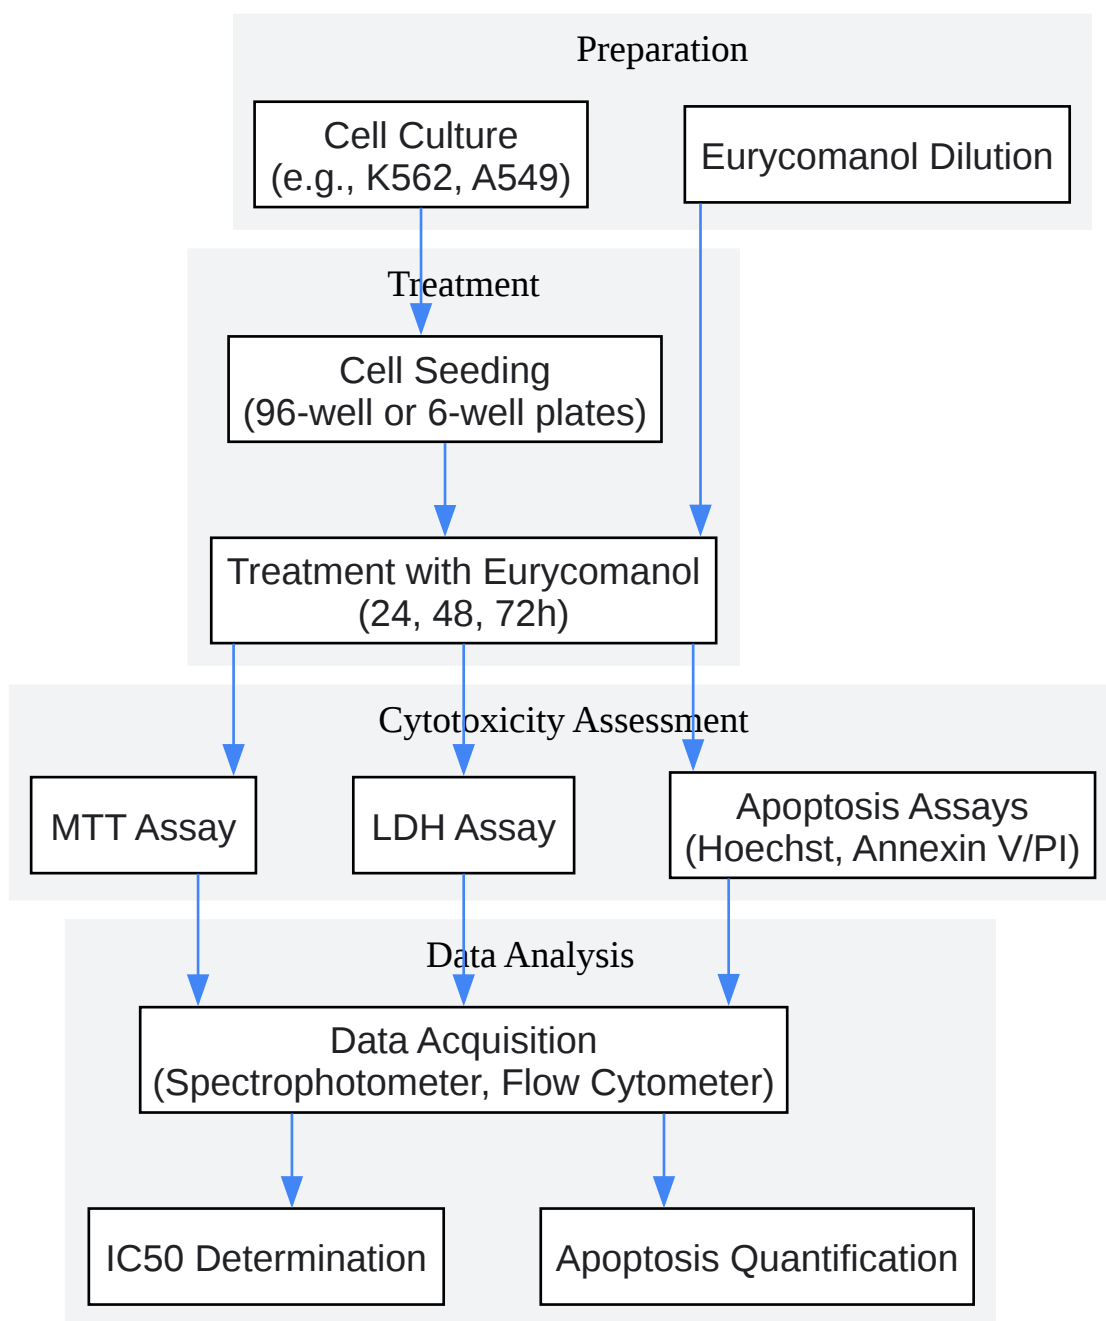 Preparation
Cell Culture
(e.g., K562, A549)
Eurycomanol Dilution
Treatment
Cell Seeding
(96-well or 6-well plates)
Treatment with Eurycomanol
(24, 48, 72h)
Cytotoxicity Assessment
MTT Assay
LDH Assay
Apoptosis Assays
(Hoechst, Annexin V/PI)
Data Analysis
Data Acquisition
(Spectrophotometer, Flow Cytometer)
IC50 Determination
Apoptosis Quantification